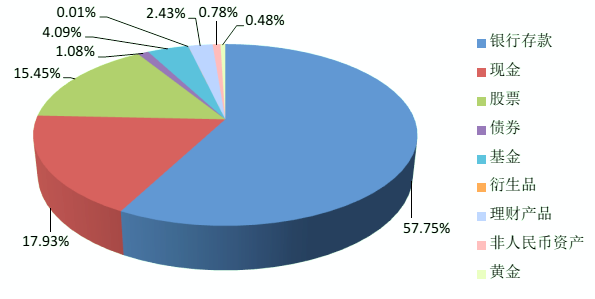 0.01%
2.43%
0.78%
0.48%
4.09%
1.08%
15.45%
17.93%
57.75%
银行存款
现金
股票
债券
基金
衍生品
理财产品
非人民币资产
黄金